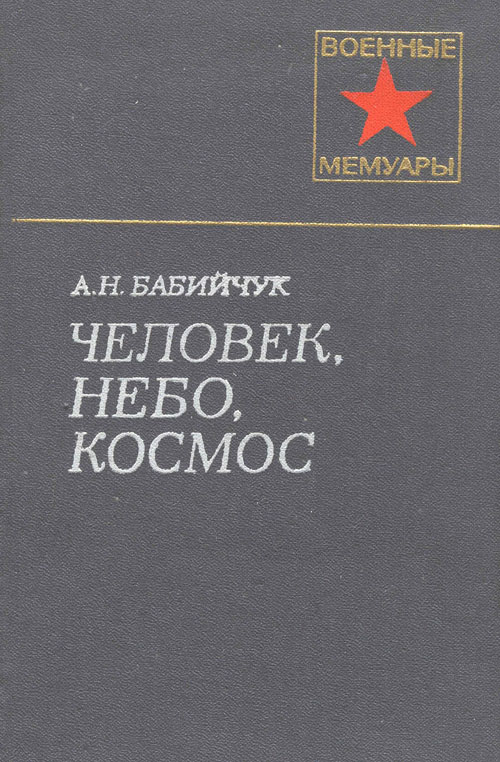 ВОЕННЫЕ
МЕМУАРЫ
А.Н. БАБИЙЧУК
ЧЕЛОВЕК,
НЕБО,
КОСМОС